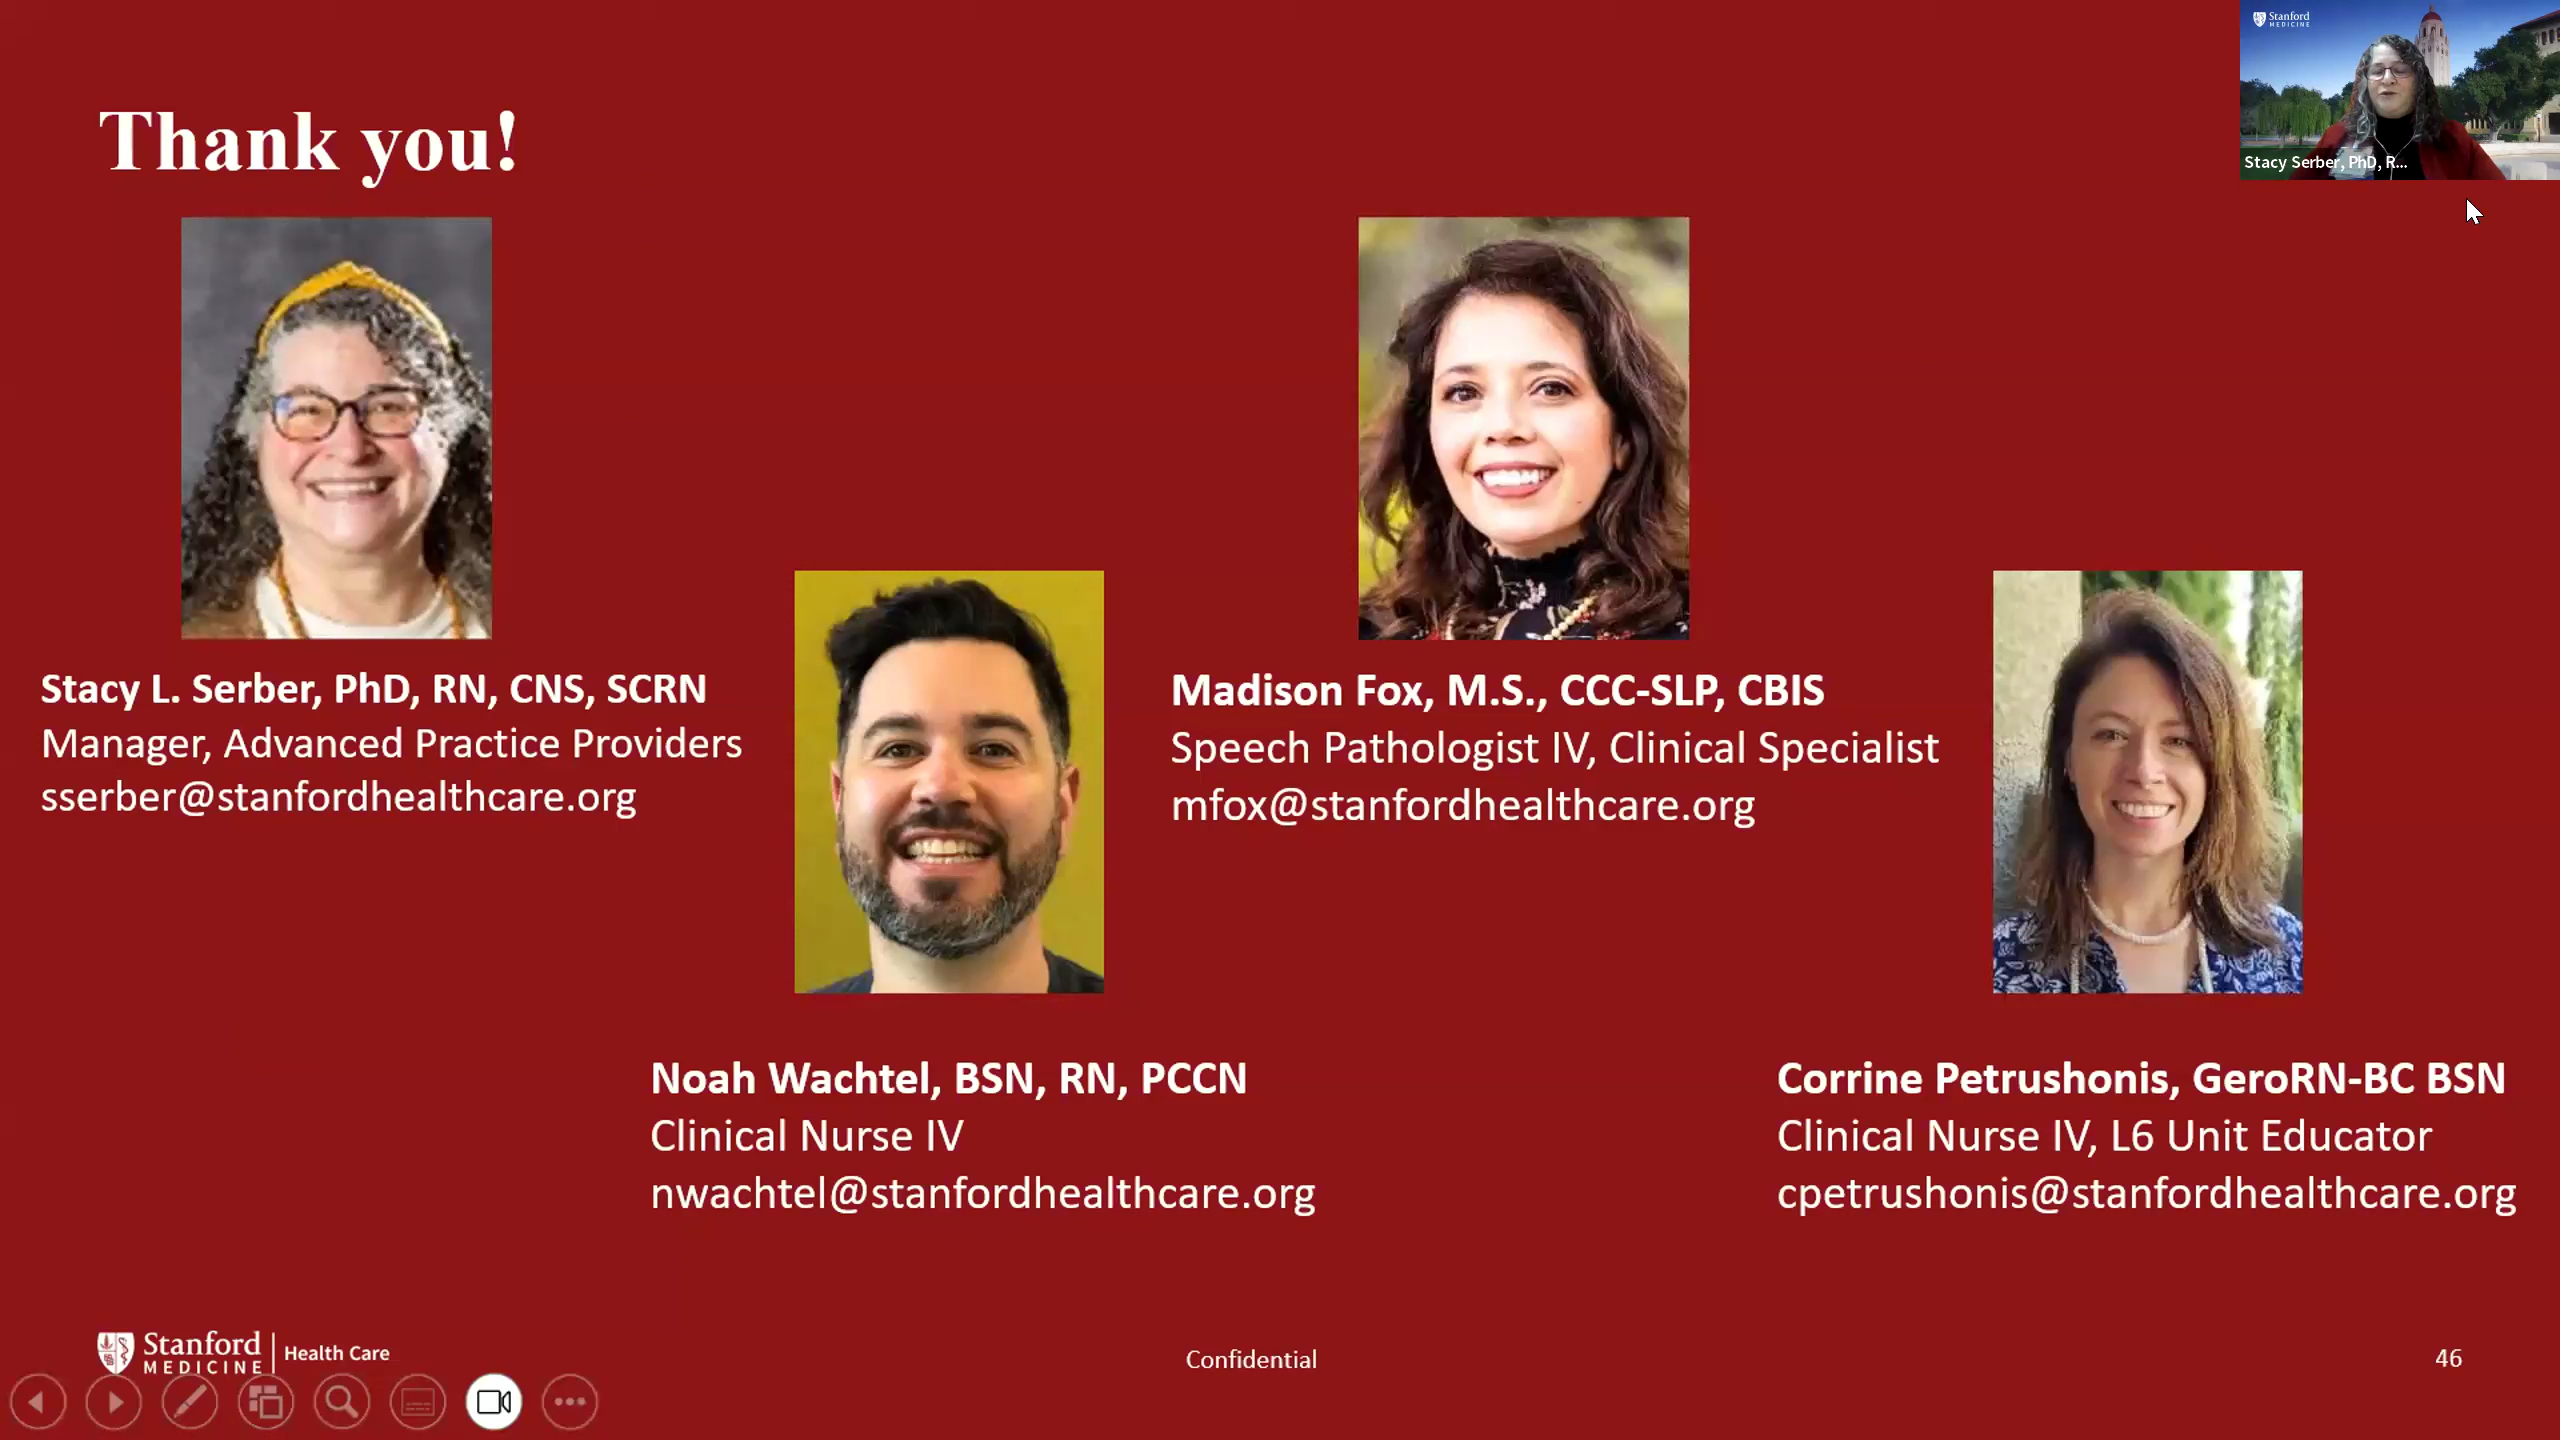 Thank you!
Stanford
MEDICINE
Stacy Serber, PhD, R...
Stacy L. Serber, PhD, RN, CNS, SCRN
Manager, Advanced Practice Providers
sserber@stanfordhealthcare.org
Madison Fox, M.S., CCC-SLP, CBIS
Speech Pathologist IV, Clinical Specialist
mfox@stanfordhealthcare.org
Noah Wachtel, BSN, RN, PCCN
Clinical Nurse IV
nwachtel@stanfordhealthcare.org
Corrine Petrushonis, GeroRN-BC BSN
Clinical Nurse IV, L6 Unit Educator
cpetrushonis@stanfordhealthcare.org
Stanford
MEDICINE
Health Care
Confidential
46